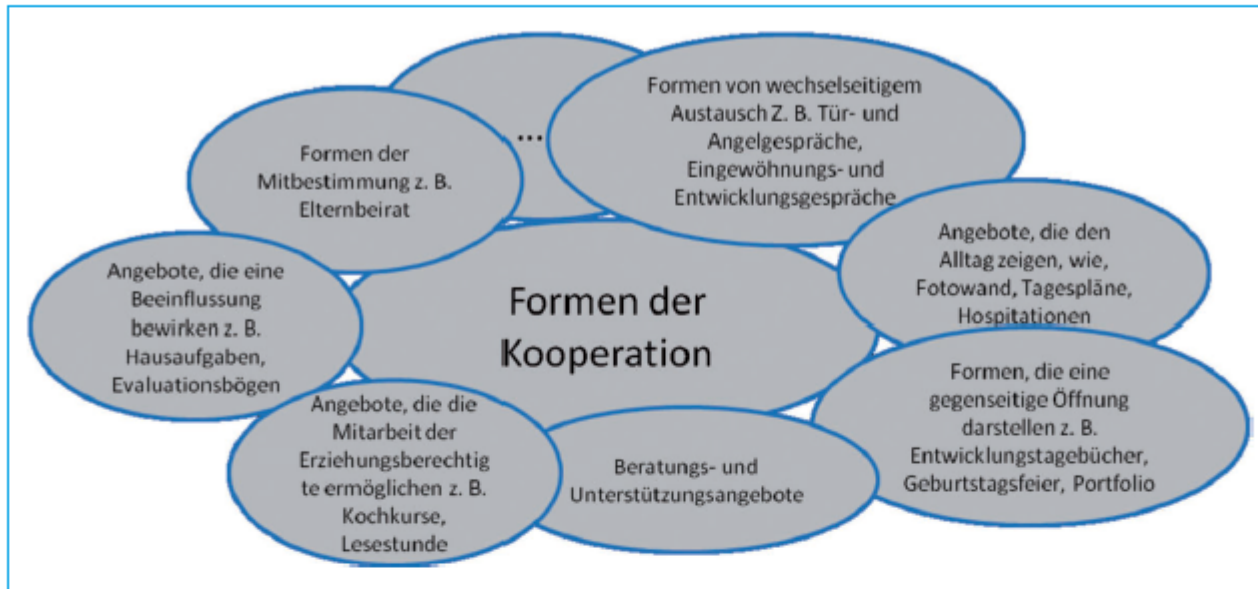 ...
Formen von wechselseitigem
Austausch Z. B. Tür- und
Angelgespräche,
Eingewöhnungs- und
Entwicklungsgespräche
Formen der
Mitbestimmung z. B.
Elternbeirat
Angebote, die den
Alltag zeigen, wie,
Fotowand, Tagespläne,
Hospitationen
Angebote, die eine
Beeinflussung
bewirken z. B.
Hausaufgaben,
Evaluationsbögen
Formen der
Kooperation
Formen, die eine
gegenseitige Öffnung
darstellen z. B.
Entwicklungstagebücher,
Geburtstagsfeier, Portfolio
Angebote, die die
Mitarbeit der
Erziehungsberechtig
te ermöglichen z. B.
Kochkurse,
Lesestunde
Beratungs- und
Unterstützungsangebote